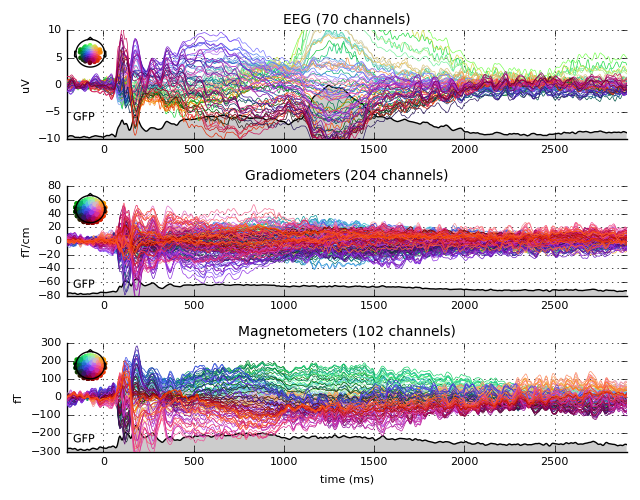 EEG (70 channels)
10
5
0
−5
−10
uV
GFP
0 500 1000 1500 2000 2500
Gradiometers (204 channels)
80
60
40
20
0
−20
−40
−60
−80
fT/cm
GFP
0 500 1000 1500 2000 2500
Magnetometers (102 channels)
300
200
100
0
−100
−200
−300
fT
GFP
0 500 1000 1500 2000 2500
time (ms)